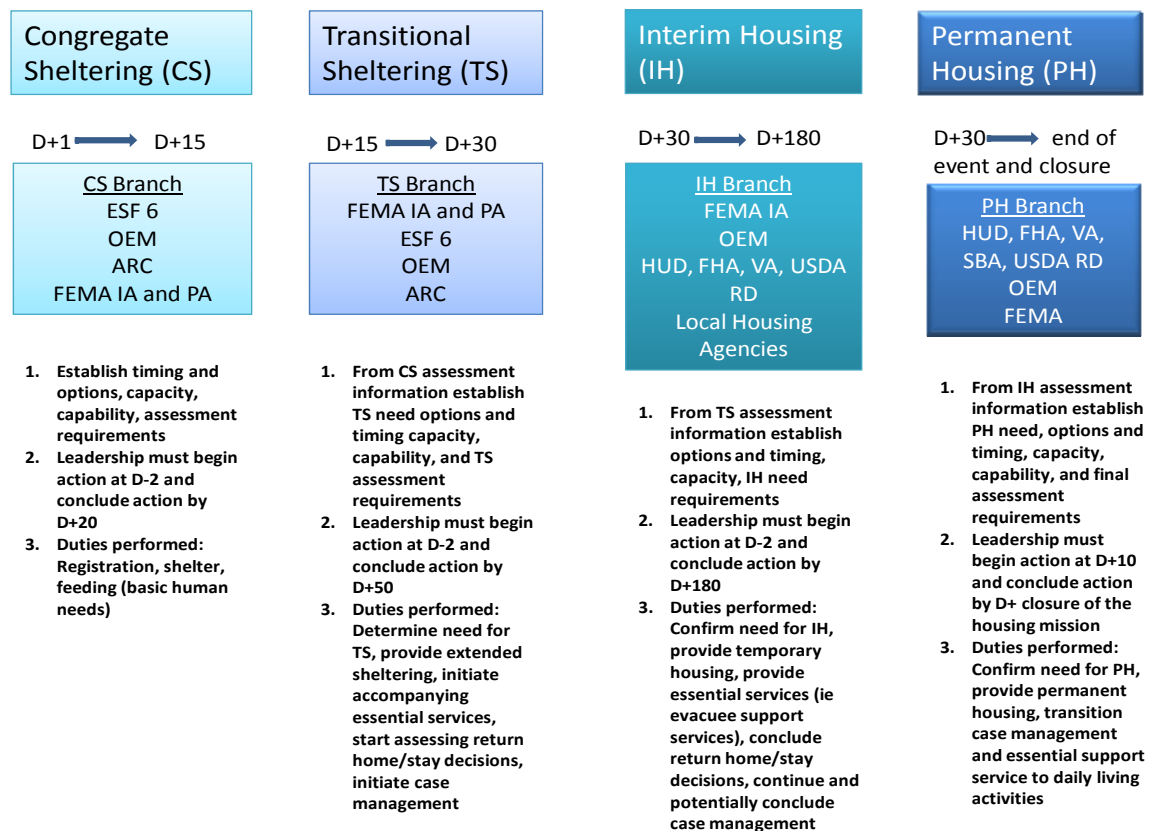 Congregate
Sheltering (CS)
D+1 → D+15
CS Branch
ESF 6
OEM
ARC
FEMA IA and PA
1. Establish timing and
options, capacity,
capability, assessment
requirements
2. Leadership must begin
action at D-2 and
conclude action by
D+20
3. Duties performed:
Registration, shelter,
feeding (basic human
needs)
Transitional
Sheltering (TS)
D+15 → D+30
TS Branch
FEMA IA and PA
ESF 6
OEM
ARC
1. From CS assessment
information establish
TS need options and
timing capacity,
capability, and TS
assessment
requirements
2. Leadership must begin
action at D-2 and
conclude action by
D+50
3. Duties performed:
Determine need for
TS, provide extended
sheltering, initiate
accompanying
essential services,
start assessing return
home/stay decisions,
initiate case
management
Interim Housing
(IH)
D+30 → D+180
IH Branch
FEMA IA
OEM
HUD, FHA, VA, USDA
RD
Local Housing
Agencies
1. From TS assessment
information establish
options and timing,
capacity, IH need
requirements
2. Leadership must begin
action at D-2 and
conclude action by
D+180
3. Duties performed:
Confirm need for IH,
provide temporary
housing, provide
essential services (ie
evacuee support
services), conclude
return home/stay
decisions, continue and
potentially conclude
case management
Permanent
Housing (PH)
D+30 → end of
event and closure
PH Branch
HUD, FHA, VA,
SBA, USDA RD
OEM
FEMA
1. From IH assessment
information establish
PH need, options and
timing, capacity,
capability, and final
assessment
requirements
2. Leadership must
begin action at D+10
and conclude action
by D+ closure of the
housing mission
3. Duties performed:
Confirm need for PH,
provide permanent
housing, transition
case management
and essential support
service to daily living
activities